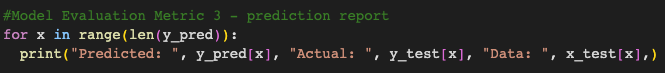 #Model Evaluation Metric 3 - prediction report
for x in range(len(y_pred)):
  print("Predicted: ", y_pred[x], "Actual: ", y_test[x], "Data: ", x_test[x],)